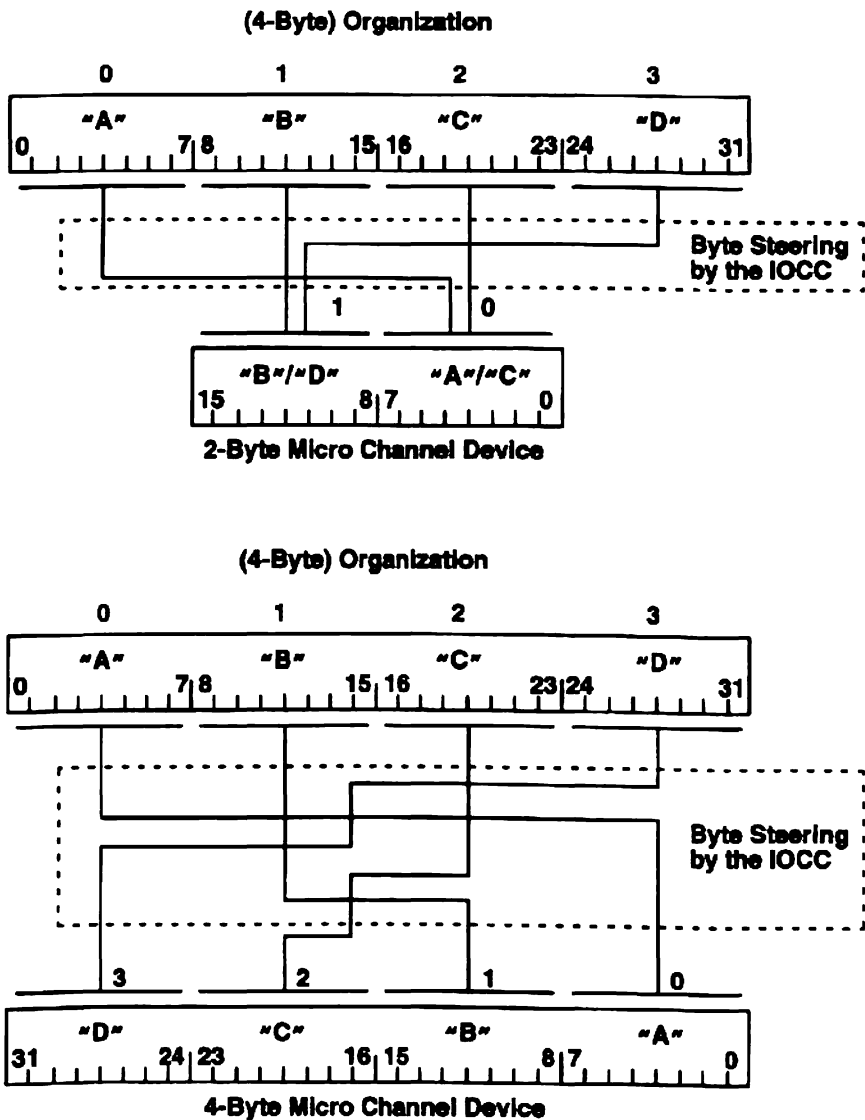 (4-Byte) Organization
0 1 2 3
"A" "B" "C" "D"
0 7 8 15 16 23 24 31
Byte Steering
by the IOCC
1 0
"B"/"D" "A"/"C"
15 8 7 0
2-Byte Micro Channel Device
(4-Byte) Organization
0 1 2 3
"A" "B" "C" "D"
0 7 8 15 16 23 24 31
Byte Steering
by the IOCC
3 2 1 0
"D" "C" "B" "A"
31 24 23 16 15 8 7 0
4-Byte Micro Channel Device